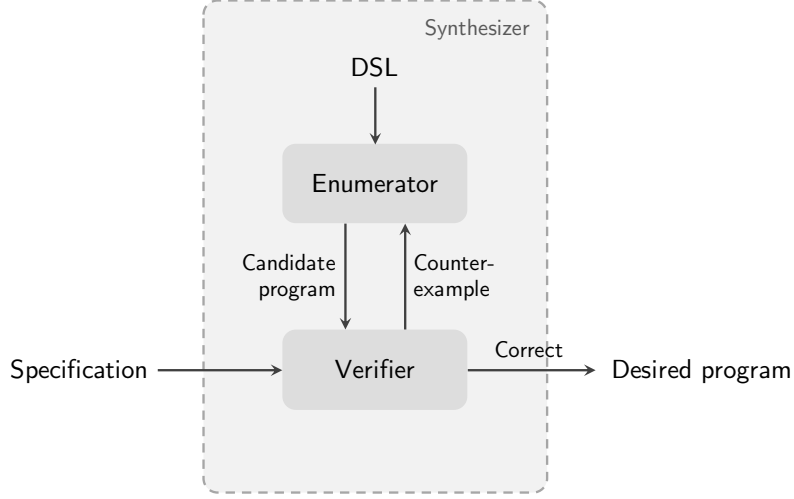 Synthesizer
DSL
Enumerator
Candidate
program
Counter-
example
Specification
Verifier
Correct
Desired program